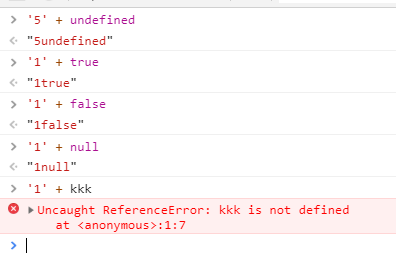 '5' + undefined
"5undefined"
'1' + true
"1true"
'1' + false
"1false"
'1' + null
"1null"
'1' + kkk
Uncaught ReferenceError: kkk is not defined
at <anonymous>:1:7